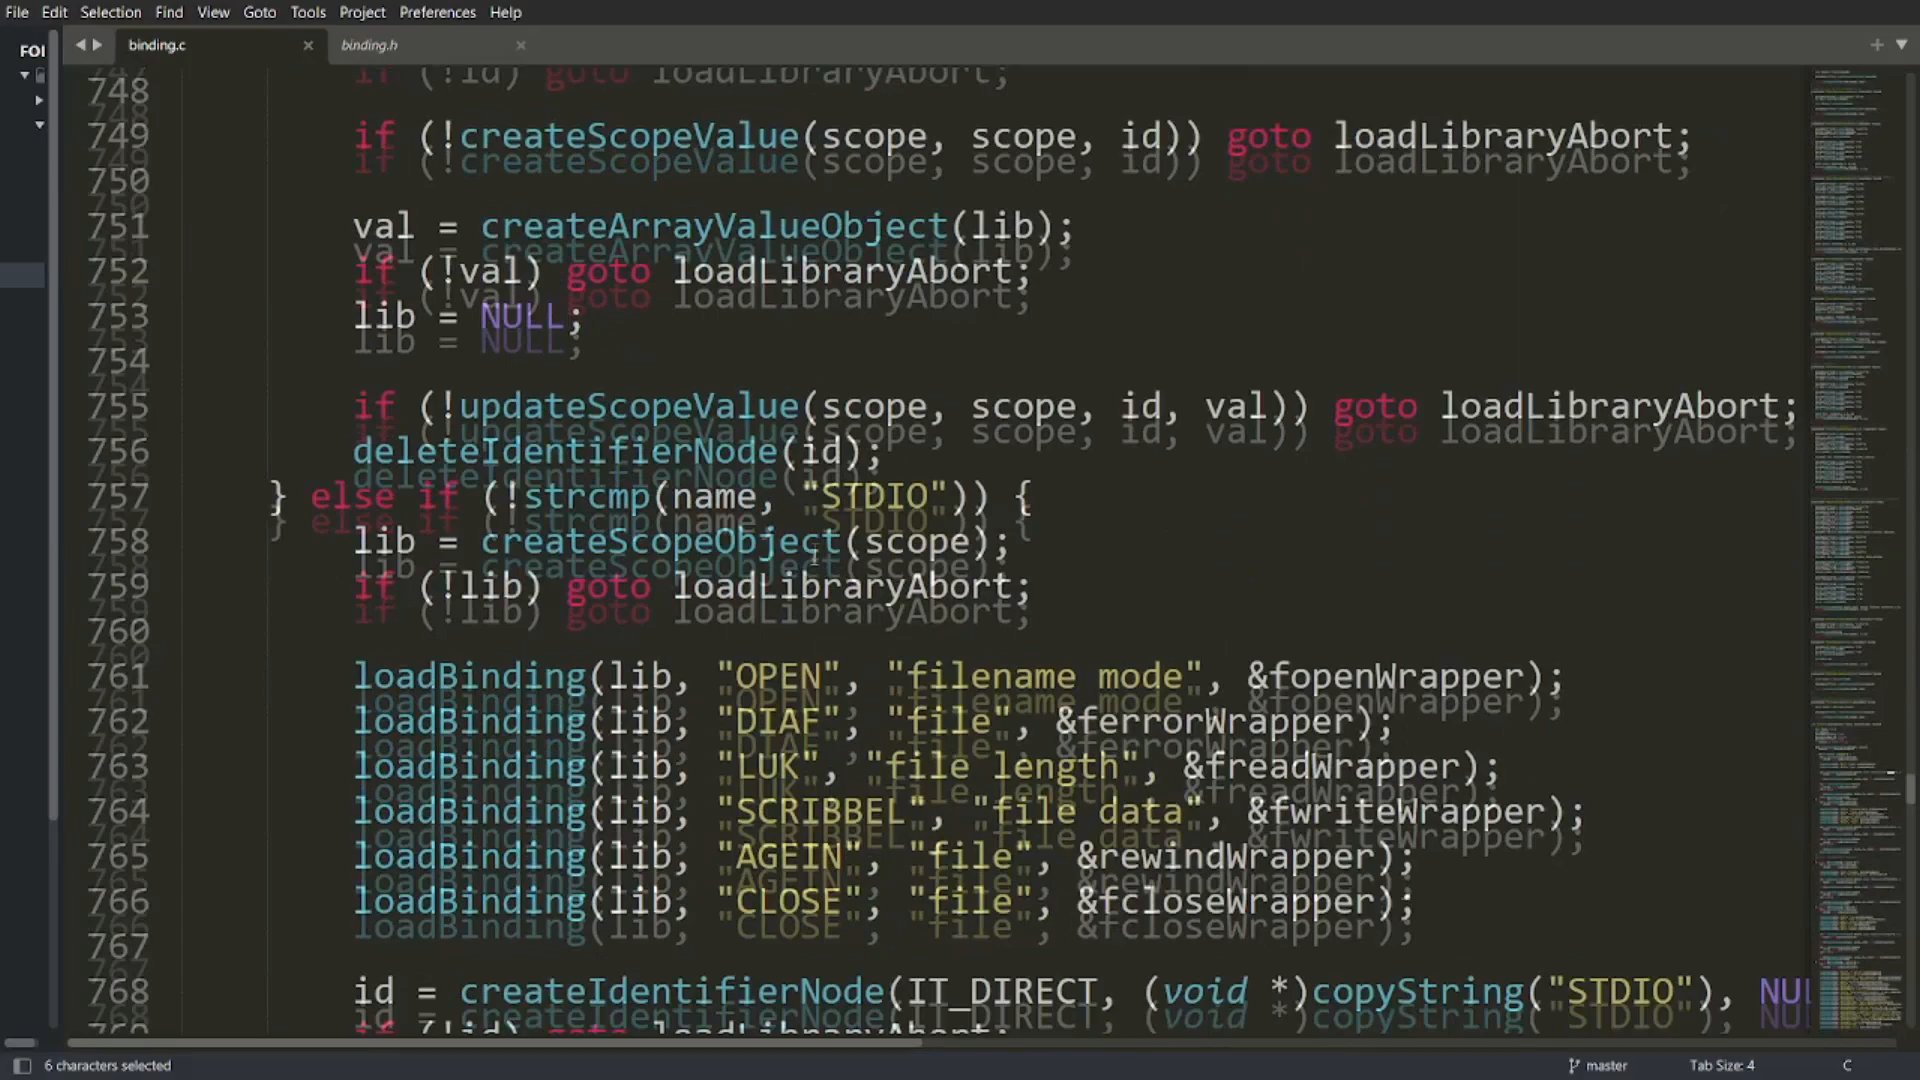 File Edit Selection Find View Goto Tools Project Preferences Help
FOI
binding.c
binding.h
748 if (!id) goto loadLibraryAbort;
749 if (!createScopeValue(scope, scope, id)) goto loadLibraryAbort;
750
751 val = createArrayValueObject(lib);
752 if (!val) goto loadLibraryAbort;
753 lib = NULL;
754
755 if (!updateScopeValue(scope, scope, id, val)) goto loadLibraryAbort;
756 deleteIdentifierNode(id);
757 } else if (!strcmp(name, "STDIO")) {
758 lib = createScopeObject(scope);
759 if (!lib) goto loadLibraryAbort;
760
761 loadBinding(lib, "OPEN", "filename mode", &fopenWrapper);
762 loadBinding(lib, "DIAF", "file", &ferrorWrapper);
763 loadBinding(lib, "LUK", "file length", &freadWrapper);
764 loadBinding(lib, "SCRIBBEL", "file data", &fwriteWrapper);
765 loadBinding(lib, "AGEIN", "file", &rewindWrapper);
766 loadBinding(lib, "CLOSE", "file", &fcloseWrapper);
767
768 id = createIdentifierNode(IT_DIRECT, (void *)copyString("STDIO"), NU
769 if (!id) goto loadLibraryAbort;
6 characters selected
master
Tab Size: 4
C